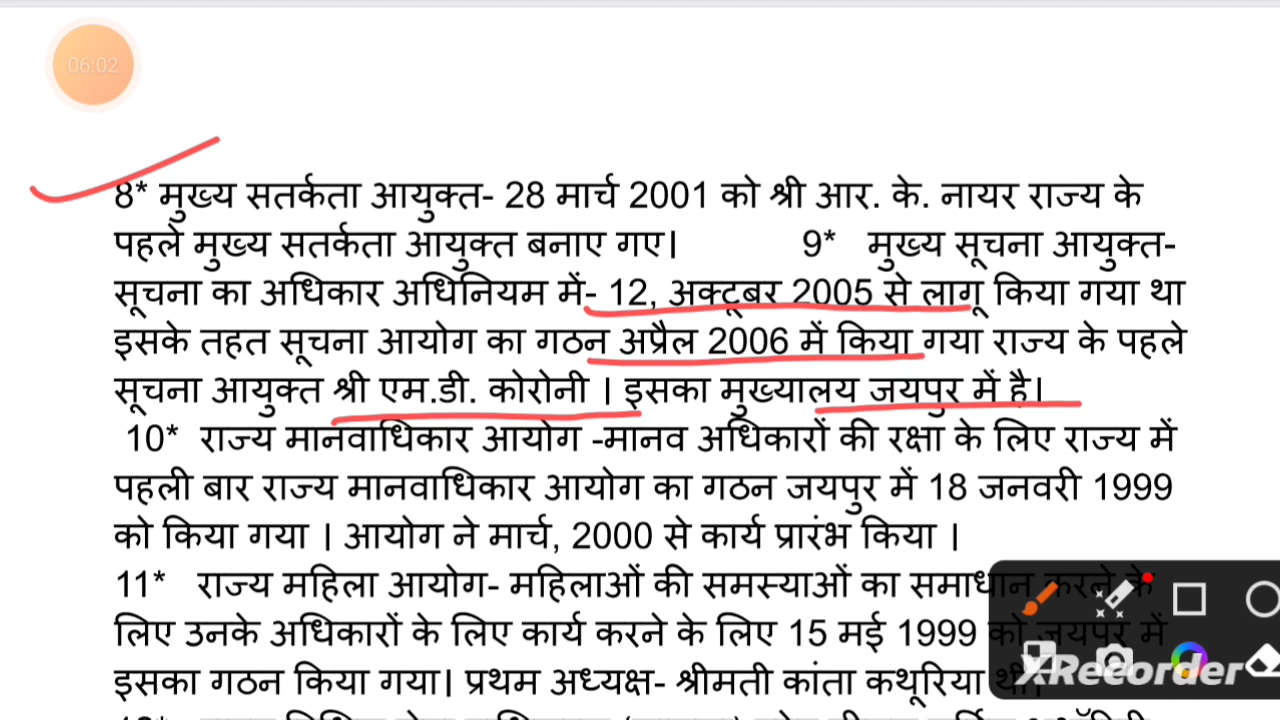 06:02
8* मुख्य सतर्कता आयुक्त- 28 मार्च 2001 को श्री आर. के. नायर राज्य के
पहले मुख्य सतर्कता आयुक्त बनाए गए। 9* मुख्य सूचना आयुक्त-
सूचना का अधिकार अधिनियम में- 12, अक्टूबर 2005 से लागू किया गया था
इसके तहत सूचना आयोग का गठन अप्रैल 2006 में किया गया राज्य के पहले
सूचना आयुक्त श्री एम.डी. कोरोनी । इसका मुख्यालय जयपुर में है।
10* राज्य मानवाधिकार आयोग -मानव अधिकारों की रक्षा के लिए राज्य में
पहली बार राज्य मानवाधिकार आयोग का गठन जयपुर में 18 जनवरी 1999
को किया गया । आयोग ने मार्च, 2000 से कार्य प्रारंभ किया ।
11* राज्य महिला आयोग- महिलाओं की समस्याओं का समाधान करने के
लिए उनके अधिकारों के लिए कार्य करने के लिए 15 मई 1999 को जयपुर में
इसका गठन किया गया। प्रथम अध्यक्ष- श्रीमती कांता कथूरिया थी।
XRecorder